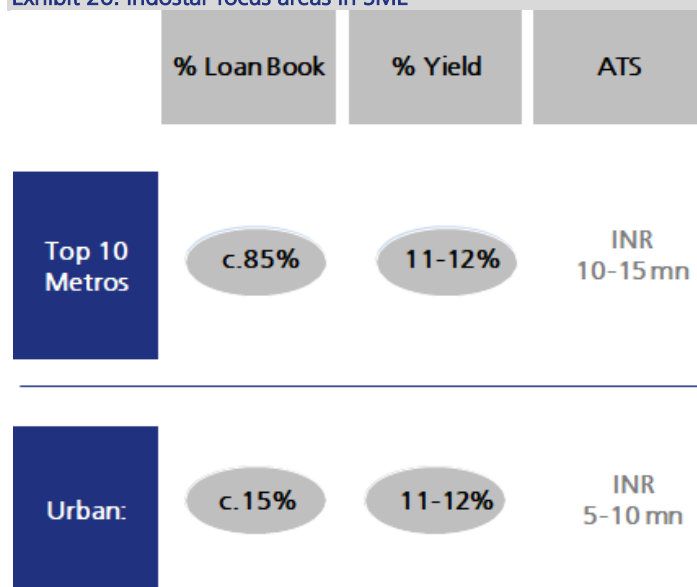 Exhibit 20: Indostar focus areas in SME
% Loan Book
% Yield
ATS
Top 10
Metros
c.85%
11-12%
INR
10-15 mn
Urban:
c.15%
11-12%
INR
5-10 mn